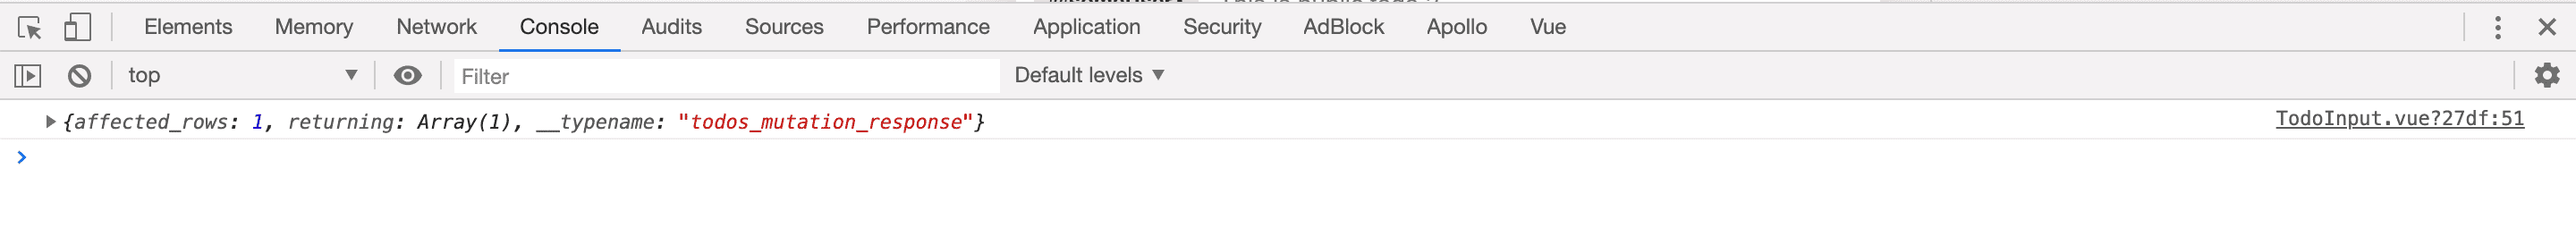 Elements Memory Network Console Audits Sources Performance Application Security AdBlock Apollo Vue
top Filter Default levels
{affected_rows: 1, returning: Array(1), __typename: "todos_mutation_response"} TodoInput.vue?27df:51